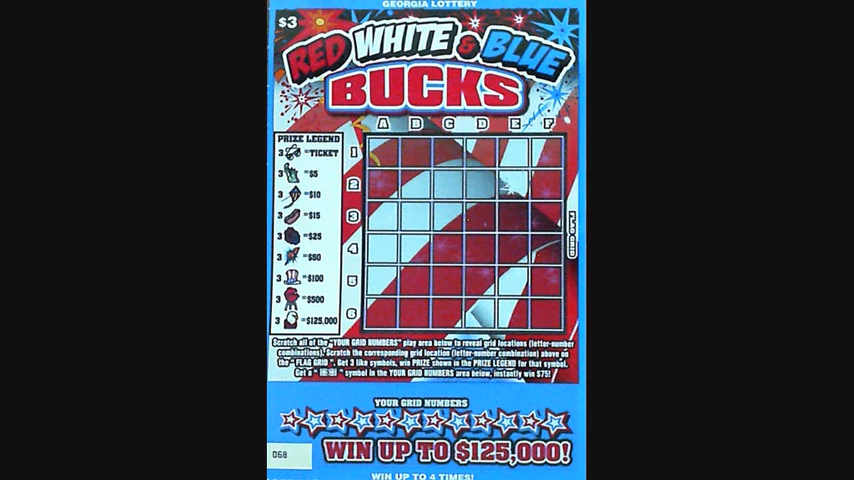 GEORGIA LOTTERY
$3
RED WHITE & BLUE
BUCKS
A B C D E F
PRIZE LEGEND
3 =TICKET
3 =$5
3 =$10
3 =$15
3 =$25
3 =$50
3 =$100
3 =$500
3 =$125,000
1
2
3
4
5
6
FLAG GRID
Scratch all of the "YOUR GRID NUMBERS" play area below to reveal grid locations (letter-number
combinations). Scratch the corresponding grid location (letter-number combination) above on
the "FLAG GRID". Get 3 like symbols, win PRIZE shown in the PRIZE LEGEND for that symbol.
Get a " " symbol in the YOUR GRID NUMBERS area below, instantly win $75!
YOUR GRID NUMBERS
WIN UP TO $125,000!
068
WIN UP TO 4 TIMES!